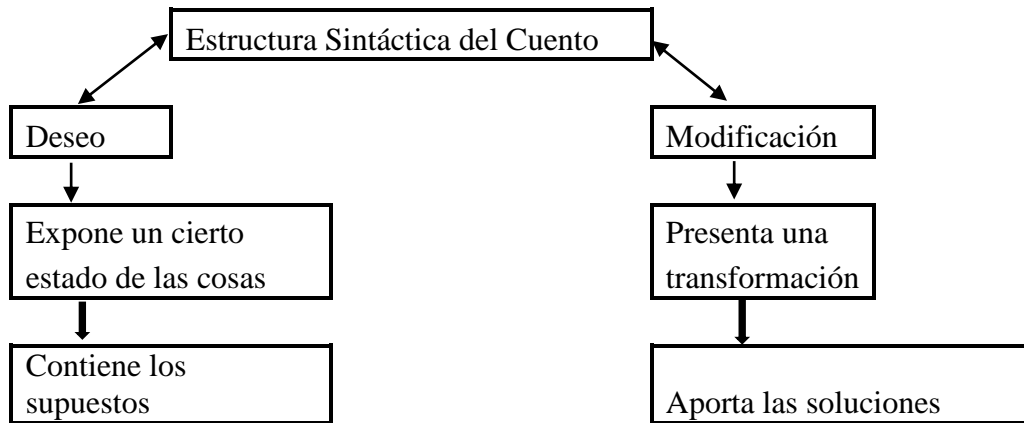 Estructura Sintáctica del Cuento
Deseo
Modificación
Expone un cierto
estado de las cosas
Presenta una
transformación
Contiene los
supuestos
Aporta las soluciones